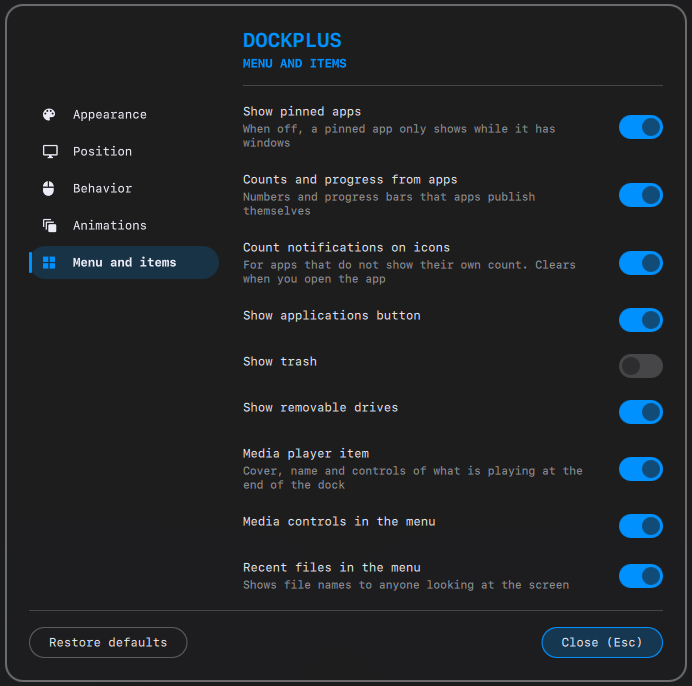 DOCKPLUS
MENU AND ITEMS
Appearance
Position
Behavior
Animations
Menu and items
Show pinned apps
When off, a pinned app only shows while it has
windows
Counts and progress from apps
Numbers and progress bars that apps publish
themselves
Count notifications on icons
For apps that do not show their own count. Clears
when you open the app
Show applications button
Show trash
Show removable drives
Media player item
Cover, name and controls of what is playing at the
end of the dock
Media controls in the menu
Recent files in the menu
Shows file names to anyone looking at the screen
Restore defaults
Close (Esc)